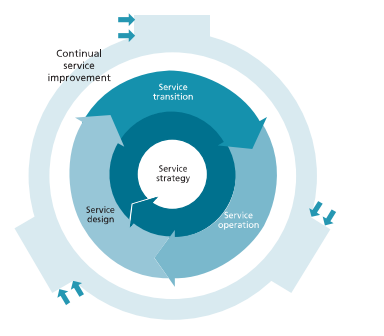 Continual
service
improvement
Service
transition
Service
strategy
Service
design
Service
operation